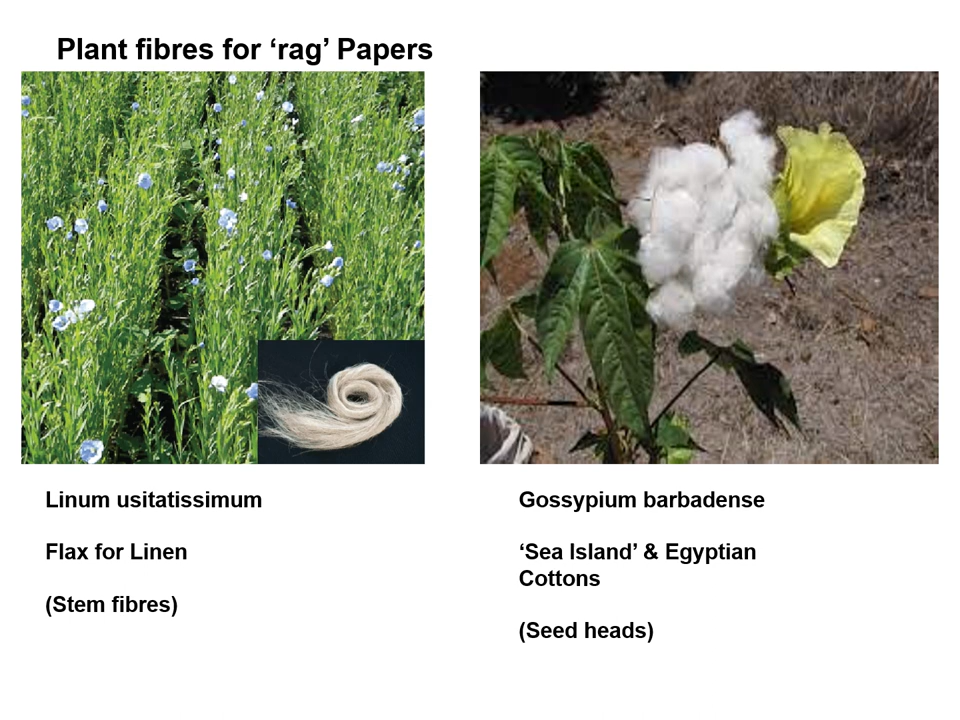 Plant fibres for ‘rag’ Papers
Linum usitatissimum
Flax for Linen
(Stem fibres)
Gossypium barbadense
‘Sea Island’ & Egyptian
Cottons
(Seed heads)